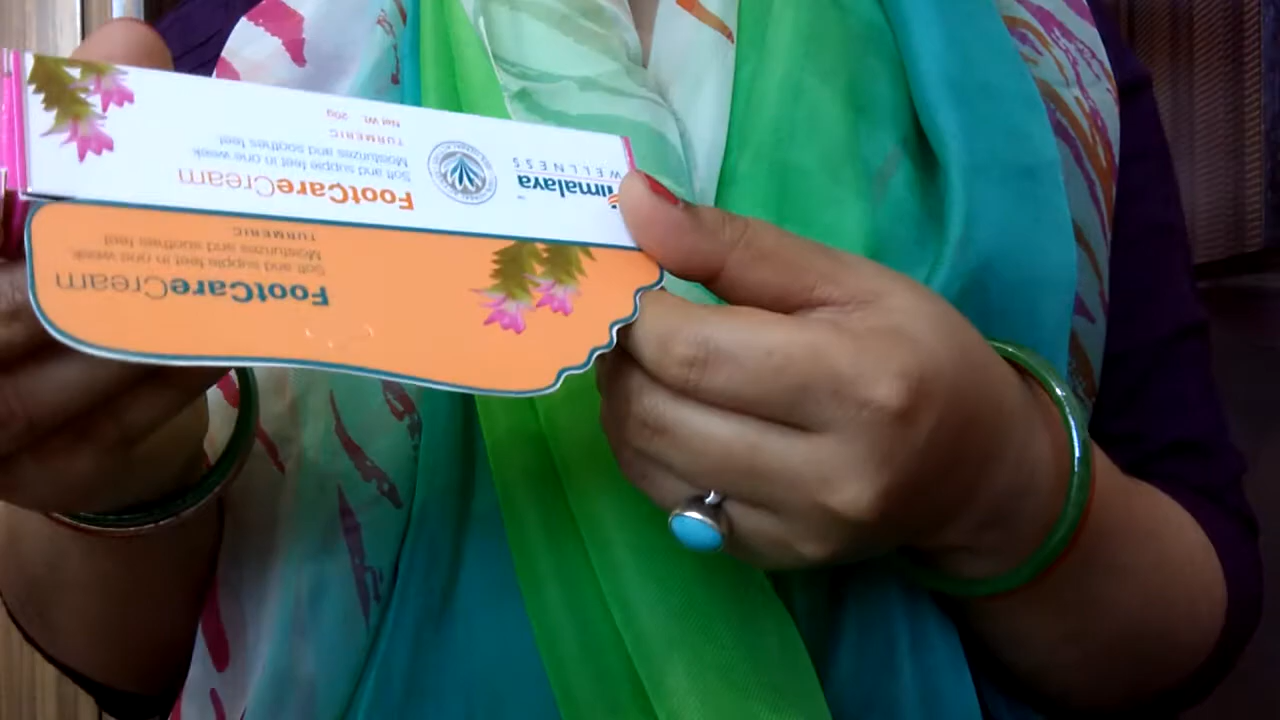 Himalaya
WELLNESS
FootCareCream
Soft and supple feet in one week
Moisturizes and soothes feet
TURMERIC
Net Wt. 20g
FootCareCream
Soft and supple feet in one week
Moisturizes and soothes feet
TURMERIC